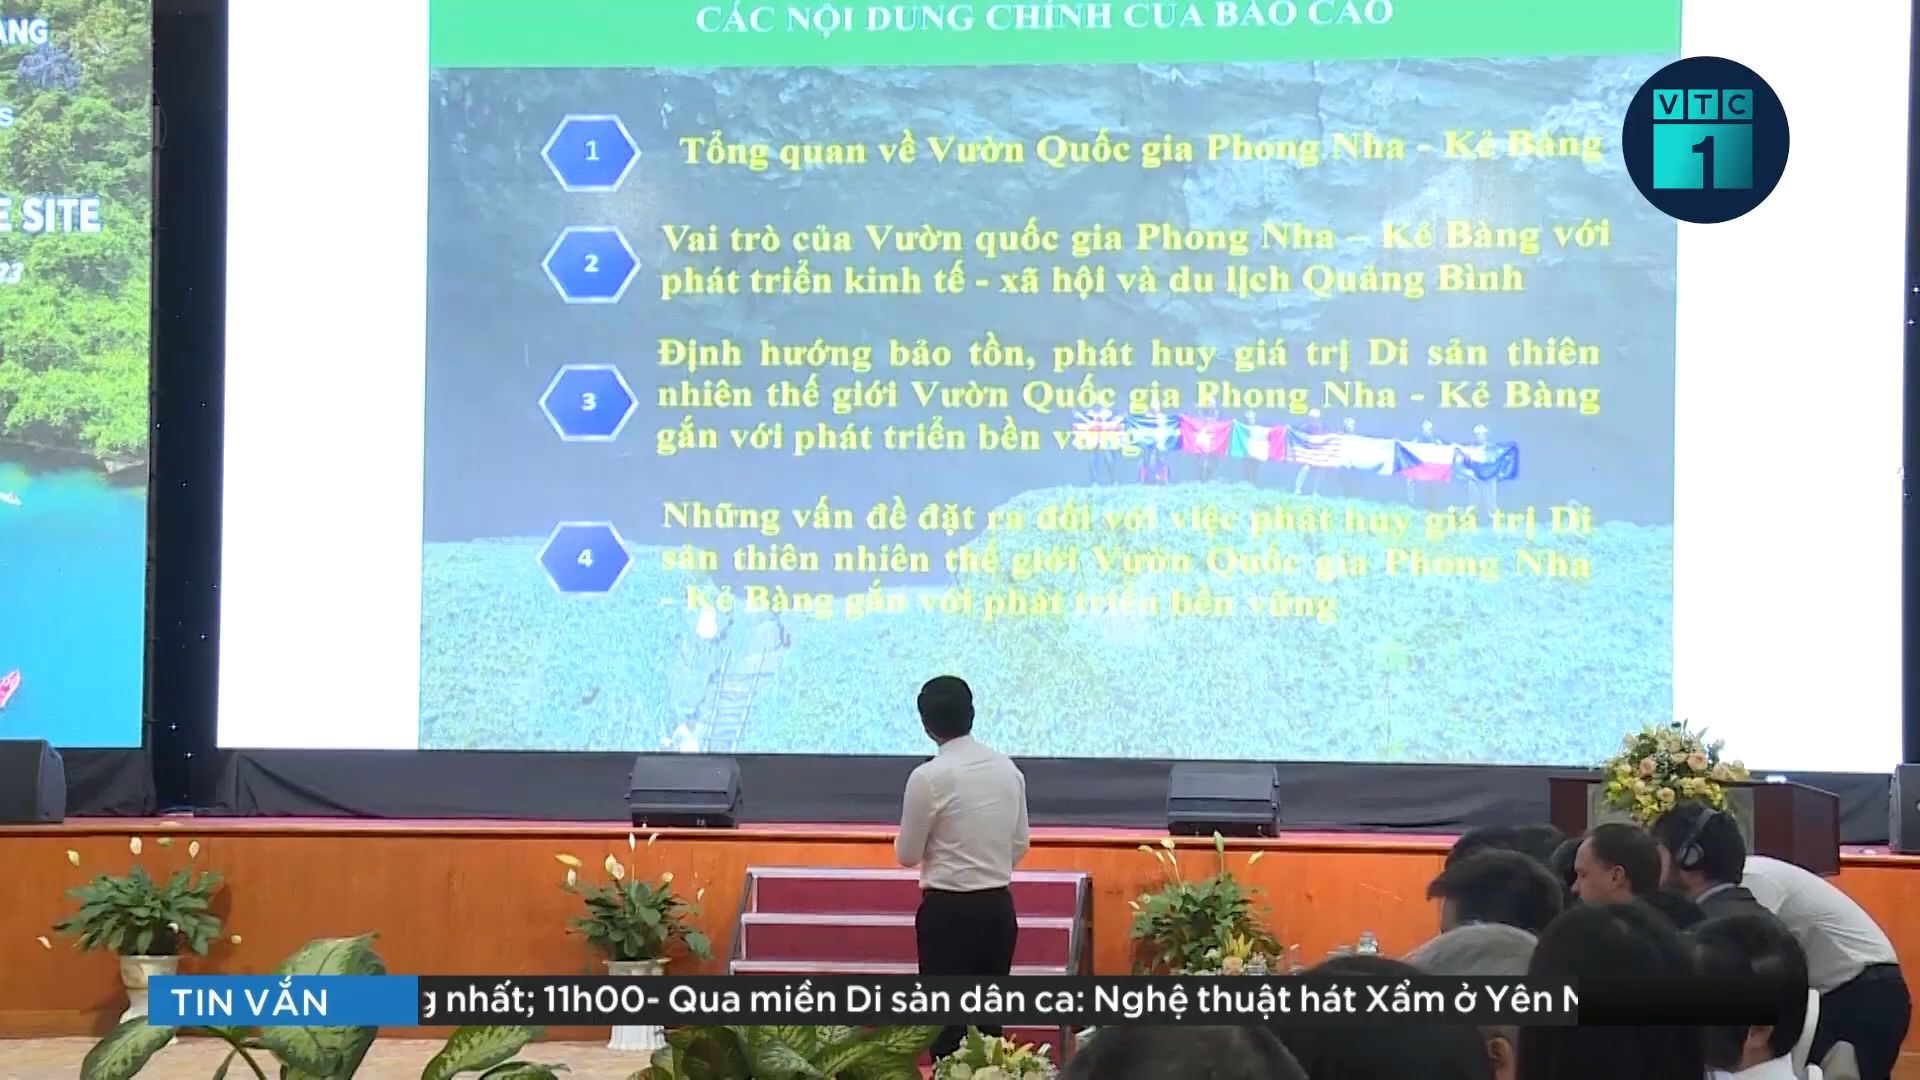 ANG
S
E SITE
23
CÁC NỘI DUNG CHÍNH CỦA BÁO CÁO
1
Tổng quan về Vườn Quốc gia Phong Nha - Kẻ Bàng
2
Vai trò của Vườn quốc gia Phong Nha – Kẻ Bàng với
phát triển kinh tế - xã hội và du lịch Quảng Bình
3
Định hướng bảo tồn, phát huy giá trị Di sản thiên
nhiên thế giới Vườn Quốc gia Phong Nha - Kẻ Bàng
gắn với phát triển bền vững
4
Những vấn đề đặt ra đối với việc phát huy giá trị Di
sản thiên nhiên thế giới Vườn Quốc gia Phong Nha
- Kẻ Bàng gắn với phát triển bền vững
VTC
1
TIN VẮN
g nhất; 11h00- Qua miền Di sản dân ca: Nghệ thuật hát Xẩm ở Yên